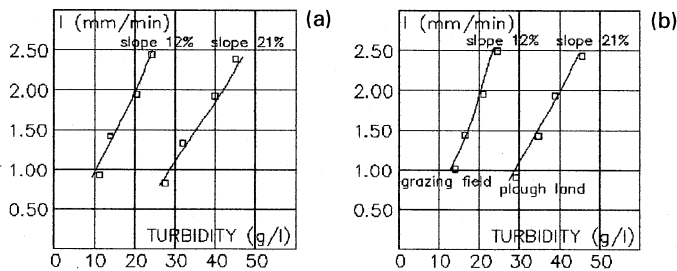 I (mm/min) (a)
slope 12% slope 21%
2.50
2.00
1.50
1.00
0.50
TURBIDITY (g/l)
0 10 20 30 40 50
I (mm/min) (b)
slope 12% slope 21%
2.50
2.00
1.50
1.00
grazing field plough land
0.50
TURBIDITY (g/l)
0 10 20 30 40 50